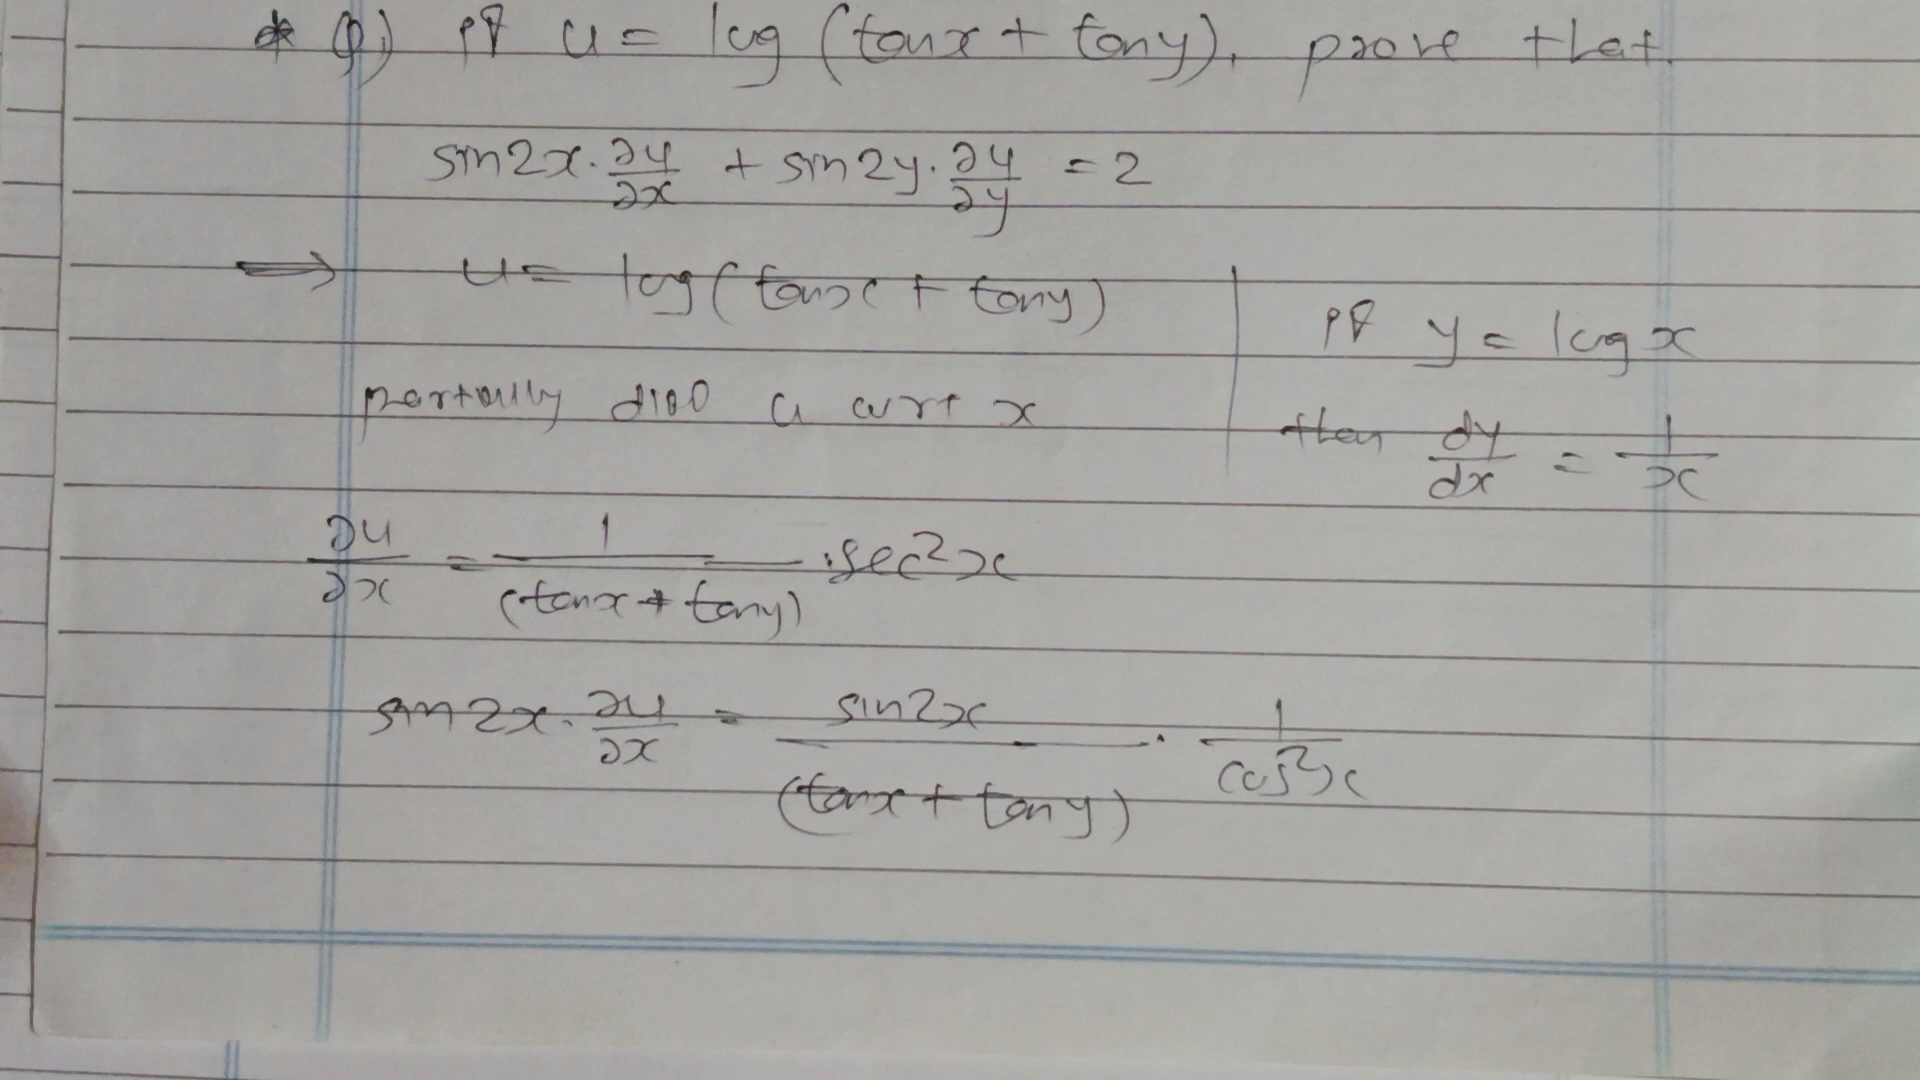 * Q.) If u = log (tanx + tany), prove that
sin2x. ∂u/∂x + sin2y. ∂u/∂y = 2
⇒ u = log (tanx + tany)
If y = log x
partially diff u wrt x
then dy/dx = 1/x
∂u/∂x = 1/(tanx + tany) .sec²x
sin2x. ∂u/∂x = sin2x/(tanx + tany) . 1/cos²x